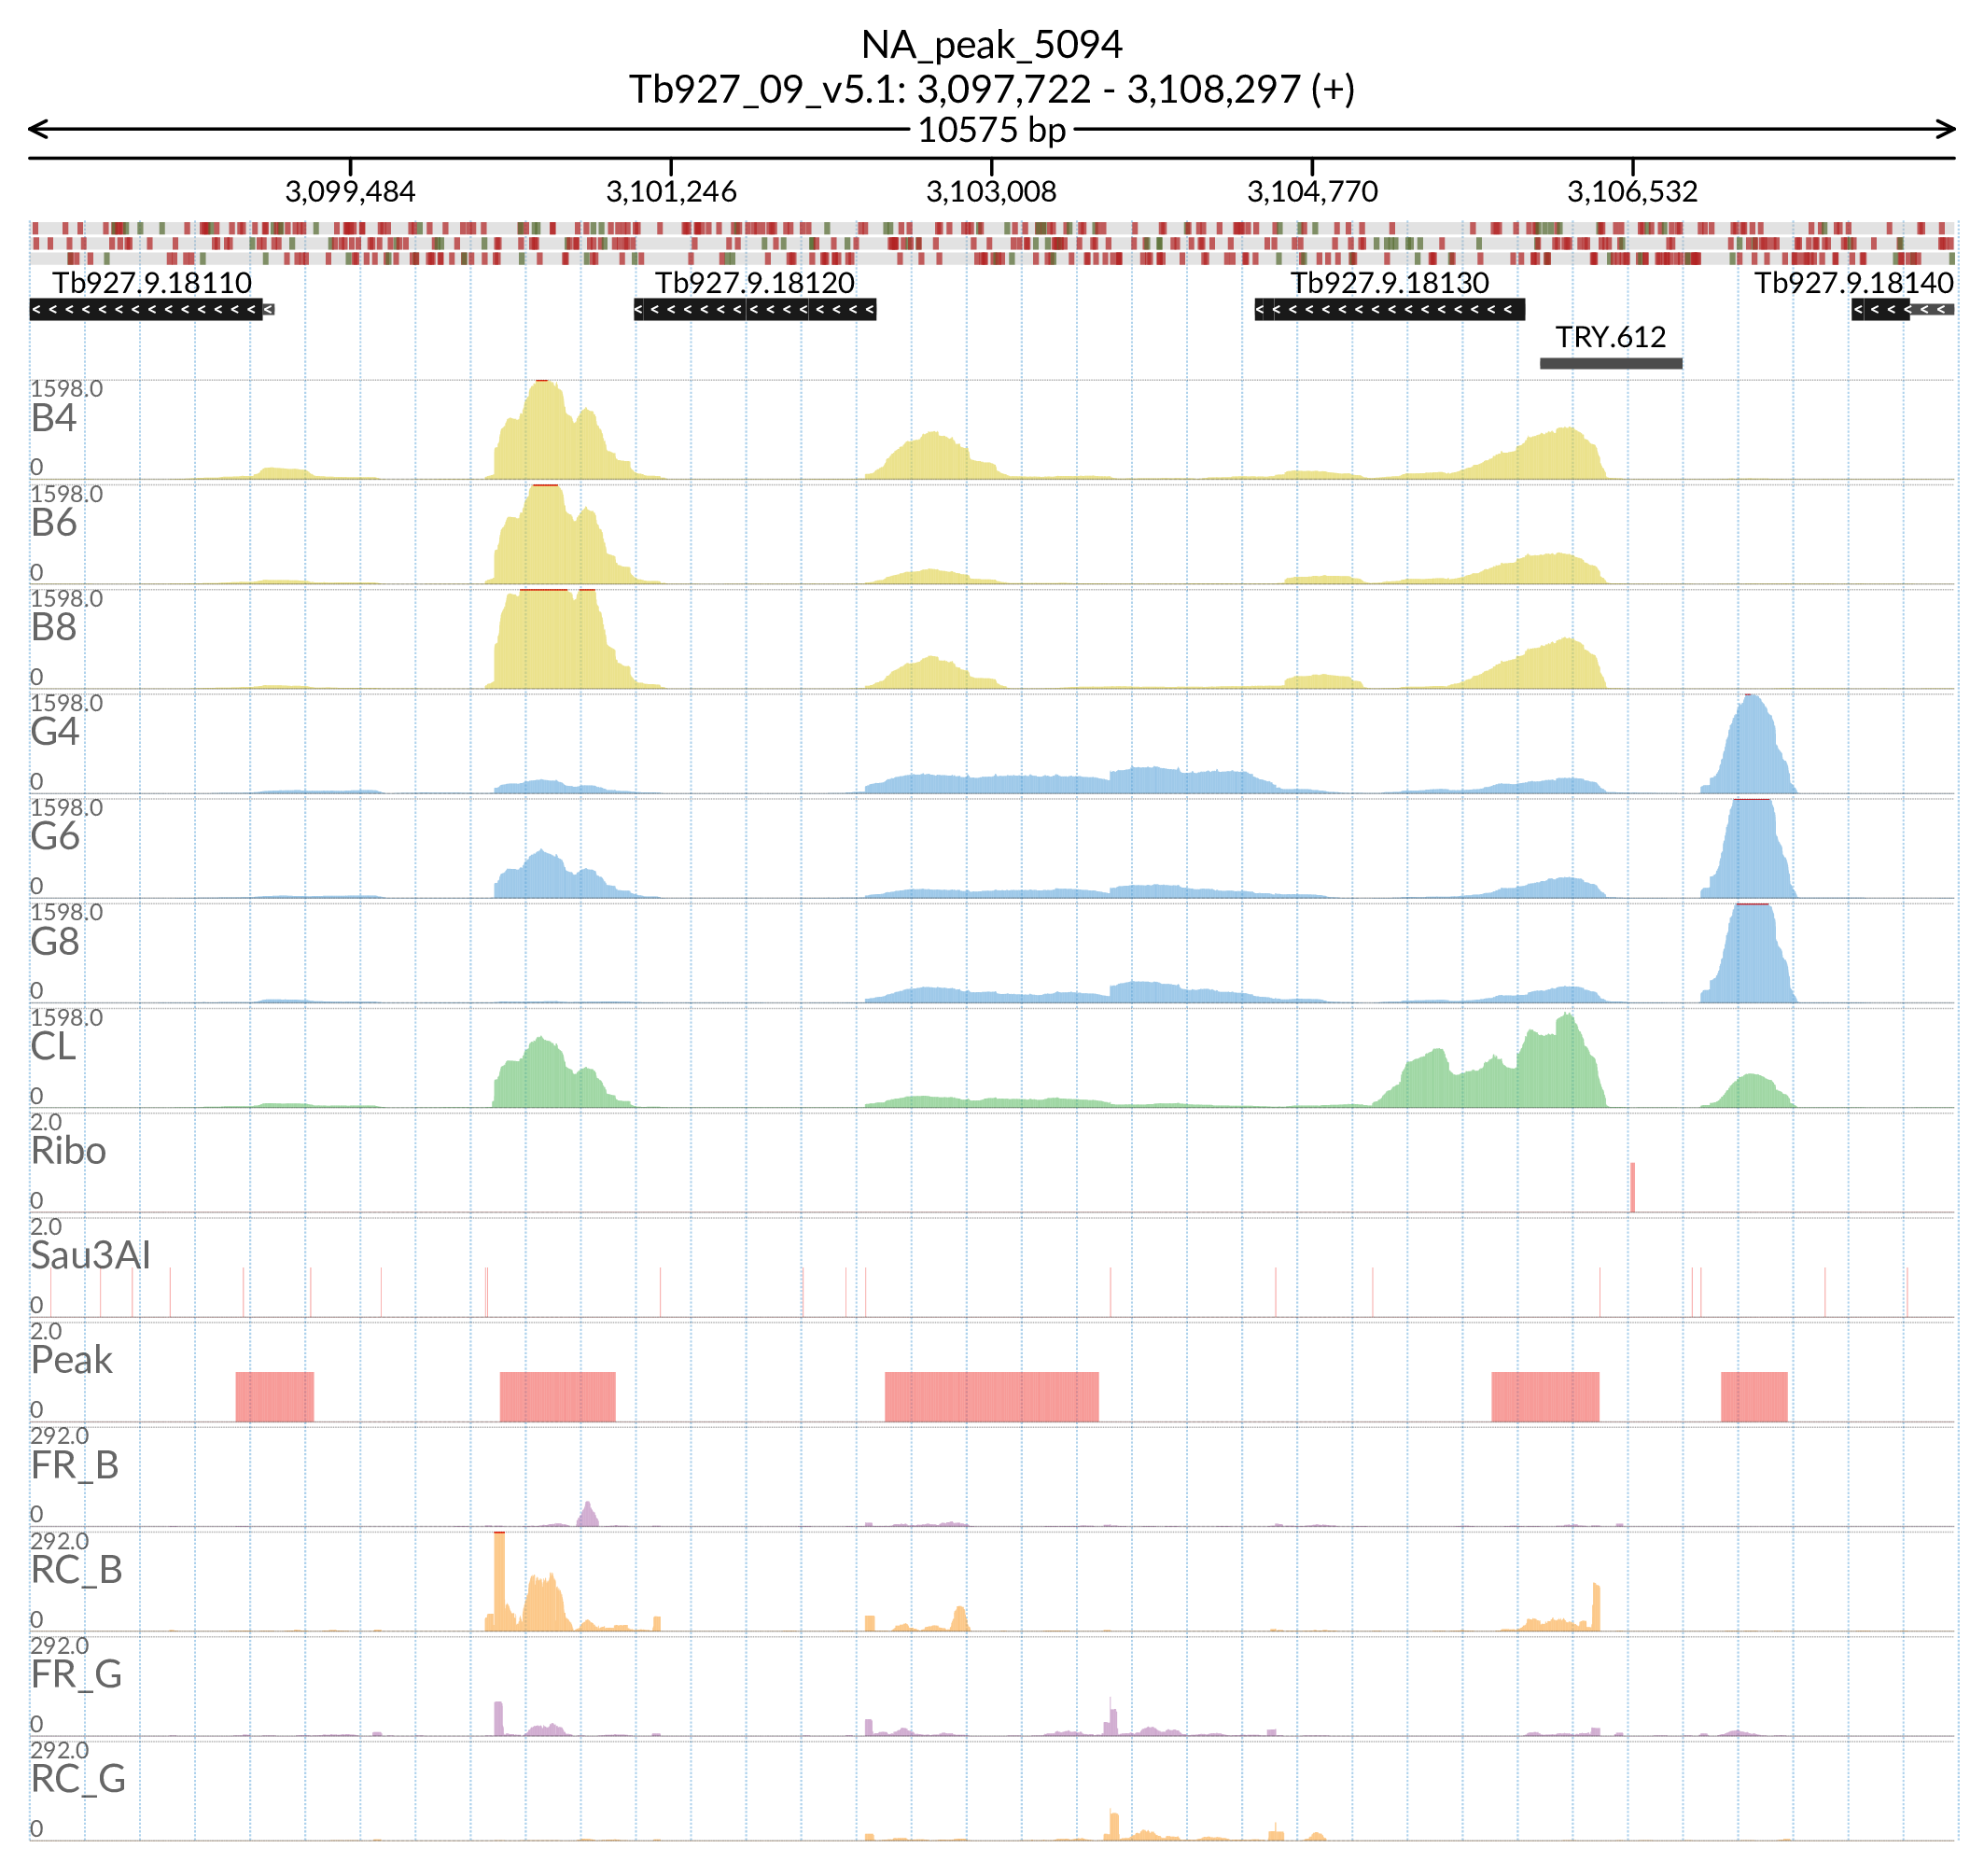 NA_peak_5094
Tb927_09_v5.1: 3,097,722 - 3,108,297 (+)
10575 bp
3,099,484 3,101,246 3,103,008 3,104,770 3,106,532
Tb927.9.18110 Tb927.9.18120 Tb927.9.18130 Tb927.9.18140
TRY.612
1598.0
B4
0
1598.0
B6
0
1598.0
B8
0
1598.0
G4
0
1598.0
G6
0
1598.0
G8
0
1598.0
CL
0
2.0
Ribo
0
2.0
Sau3AI
0
2.0
Peak
0
292.0
FR_B
0
292.0
RC_B
0
292.0
FR_G
0
292.0
RC_G
0